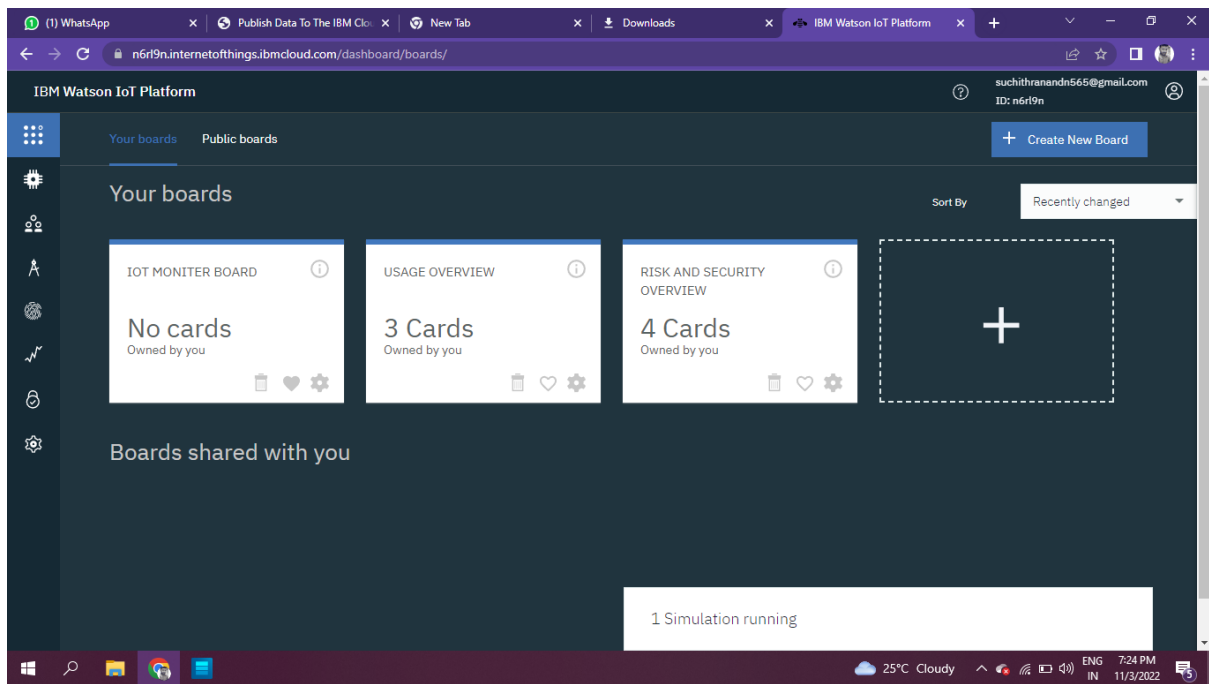 (1) WhatsApp
Publish Data To The IBM Clou
New Tab
Downloads
IBM Watson IoT Platform
n6rl9n.internetofthings.ibmcloud.com/dashboard/boards/
IBM Watson IoT Platform
suchithranandn565@gmail.com
ID: n6rl9n
Your boards
Public boards
+ Create New Board
Your boards
Sort By
Recently changed
IOT MONITER BOARD
No cards
Owned by you
USAGE OVERVIEW
3 Cards
Owned by you
RISK AND SECURITY
OVERVIEW
4 Cards
Owned by you
Boards shared with you
1 Simulation running
25°C Cloudy
ENG
IN
7:24 PM
11/3/2022
5